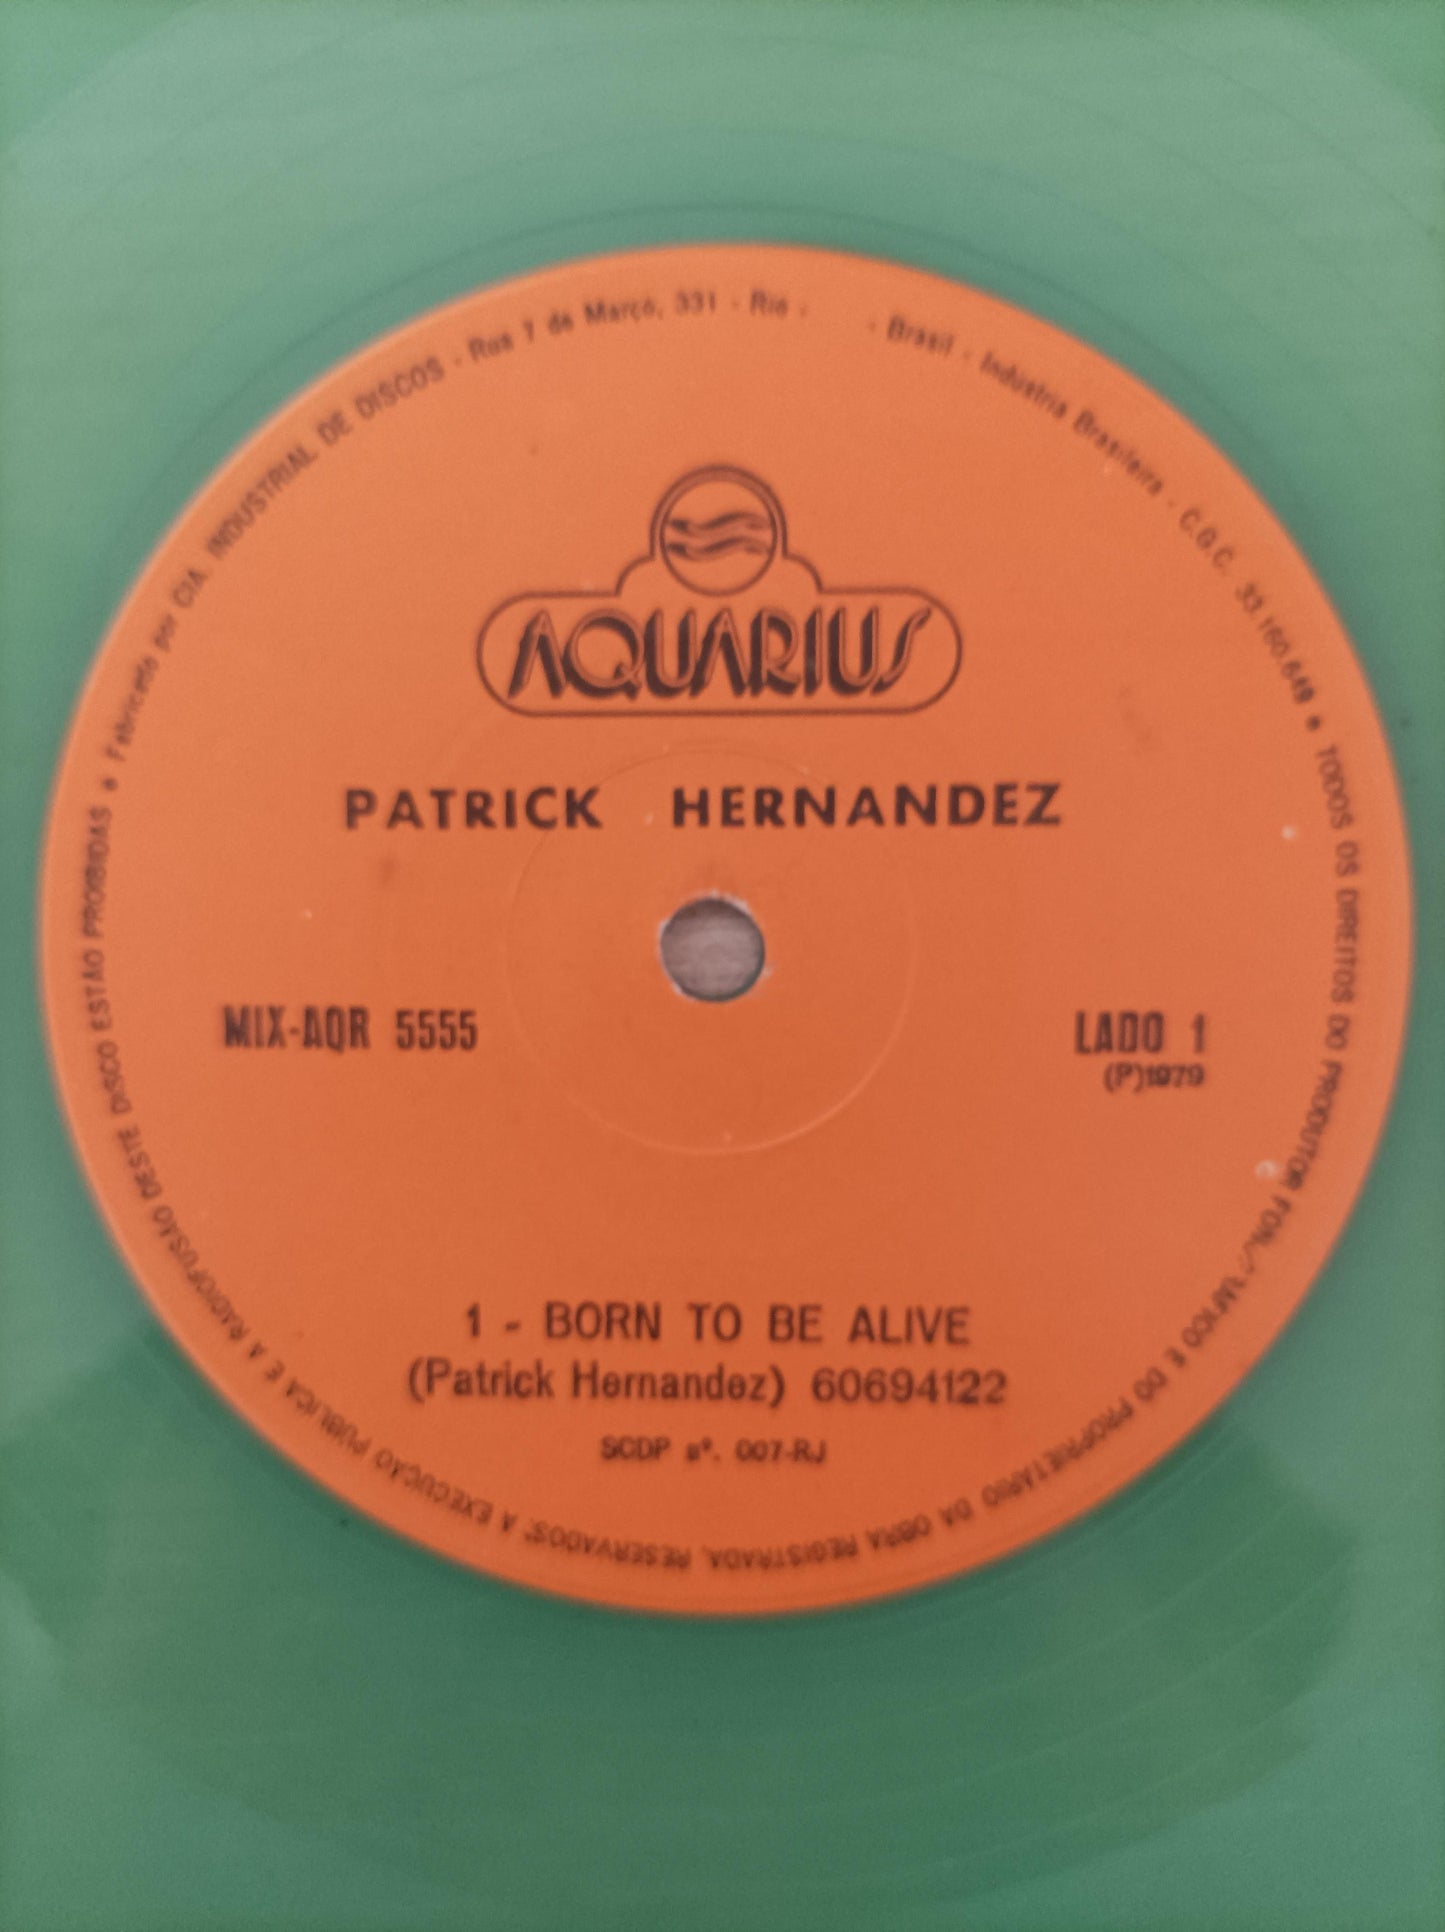 Fabricado por CIA. INDUSTRIAL DE DISCOS - Rua 7 de Março, 331 - Rio - - Brasil - Industria Brasileira - C.G.C. 33.160.649 • TODOS OS DIREITOS DO PRODUTOR FONOGRÁFICO E DO PROPRIETÁRIO DA OBRA REGISTRADA, RESERVADOS: A EXECUÇÃO PÚBLICA E A RADIOFUSÃO DESTE DISCO ESTÃO PROIBIDAS •
AQUARIUS
PATRICK HERNANDEZ
MIX-AQR 5555
LADO 1
(P)1979
1 - BORN TO BE ALIVE
(Patrick Hernandez) 60694122
SCDP nº. 007-RJ